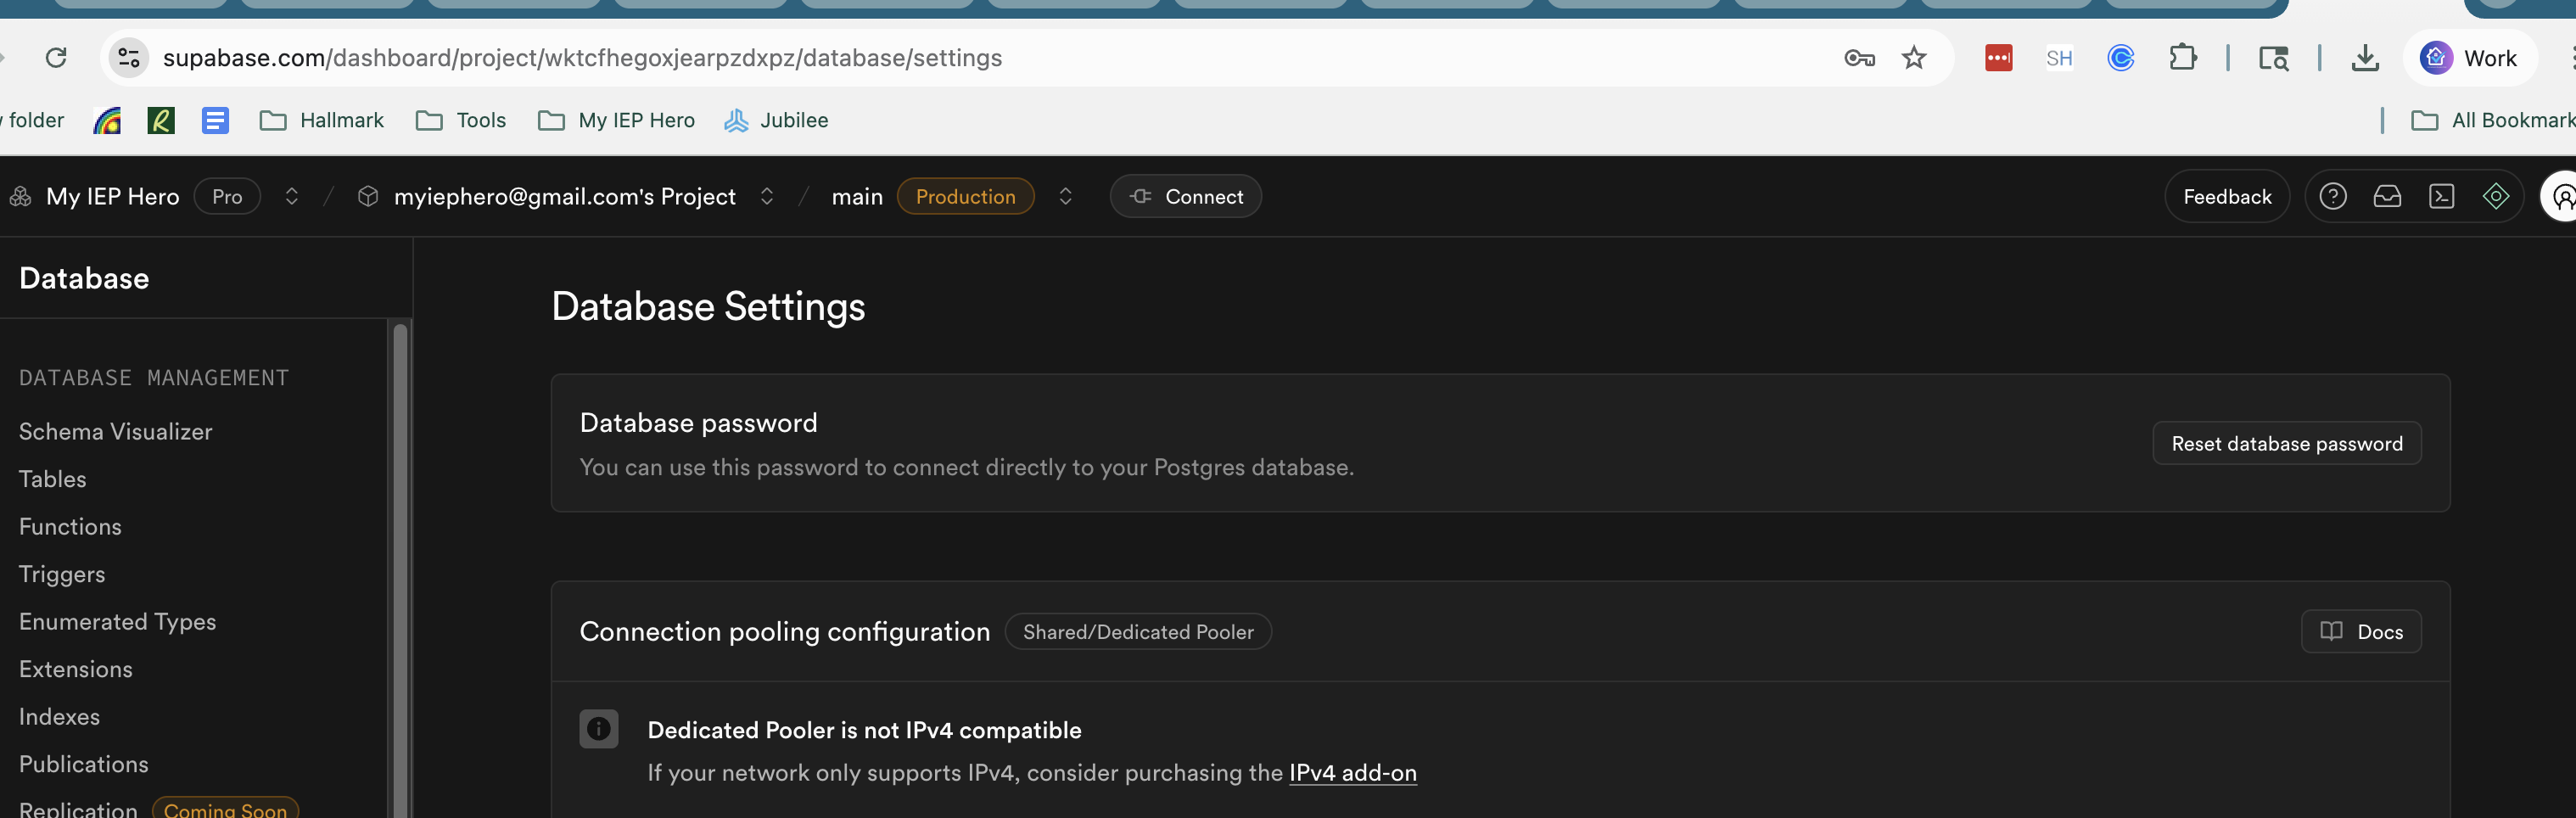 supabase.com/dashboard/project/wktcfhegoxjearpzdxpz/database/settings
SH
Work
folder
Hallmark
Tools
My IEP Hero
Jubilee
All Bookmark
My IEP Hero
Pro
/
myiephero@gmail.com's Project
/
main
Production
Connect
Feedback
Database
DATABASE MANAGEMENT
Schema Visualizer
Tables
Functions
Triggers
Enumerated Types
Extensions
Indexes
Publications
Replication
Coming Soon
Database Settings
Database password
You can use this password to connect directly to your Postgres database.
Reset database password
Connection pooling configuration
Shared/Dedicated Pooler
Docs
Dedicated Pooler is not IPv4 compatible
If your network only supports IPv4, consider purchasing the IPv4 add-on